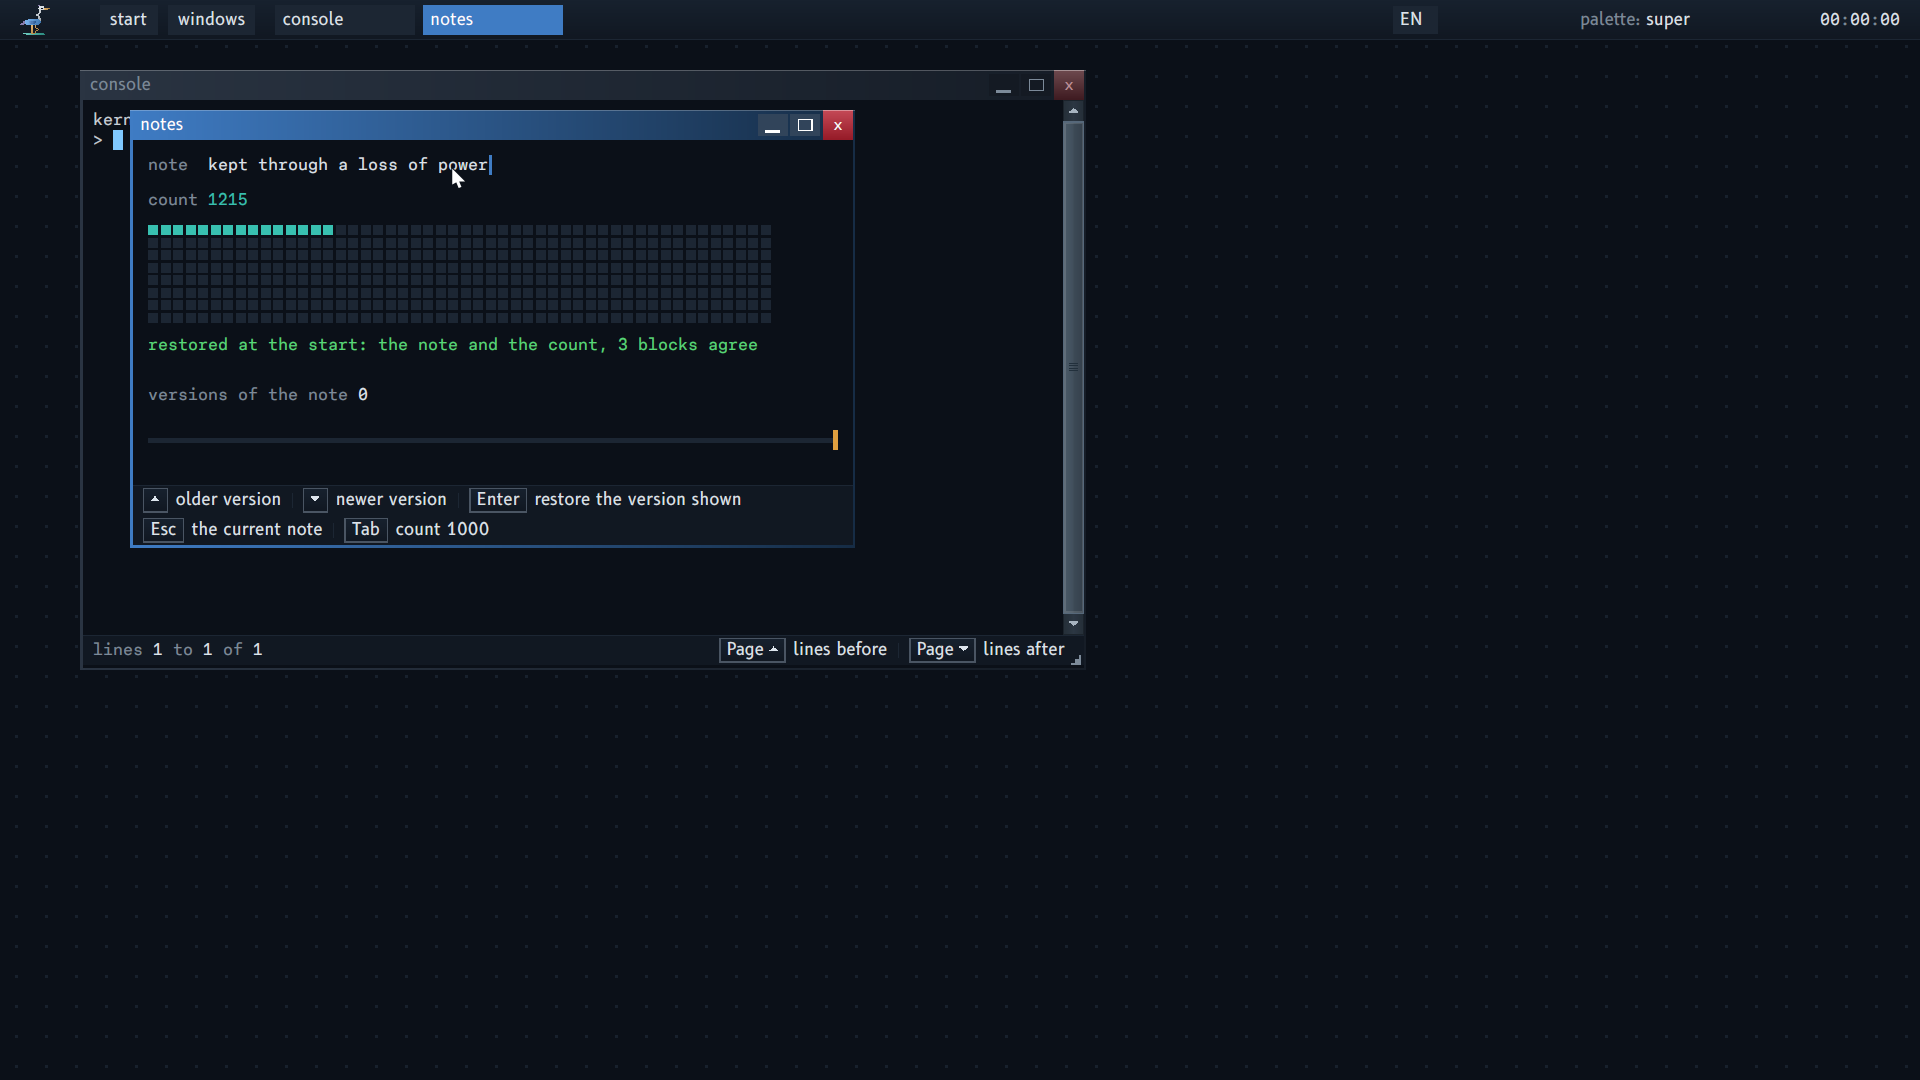 start windows console notes EN palette: super 00:00:00
console
x
kern
notes
x
>
note kept through a loss of power
count 1215
restored at the start: the note and the count, 3 blocks agree
versions of the note 0
older version newer version Enter restore the version shown
Esc the current note Tab count 1000
lines 1 to 1 of 1 Page lines before Page lines after